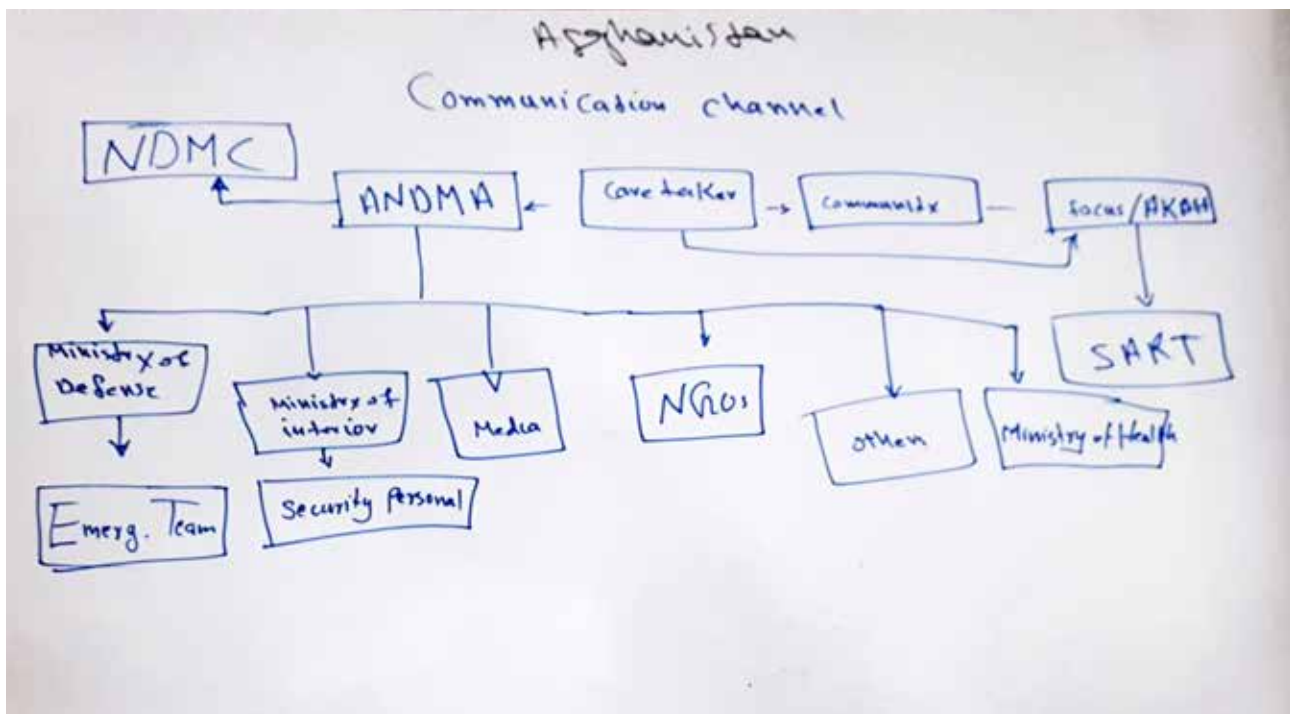 Afghanistan
Communication channel
NDMC
ANDMA
Care taker
Community
focus/AKAH
SART
Ministry of
Defense
Ministry of
interior
Media
NGOs
other
Ministry of Health
Emerg. Team
Security Personal